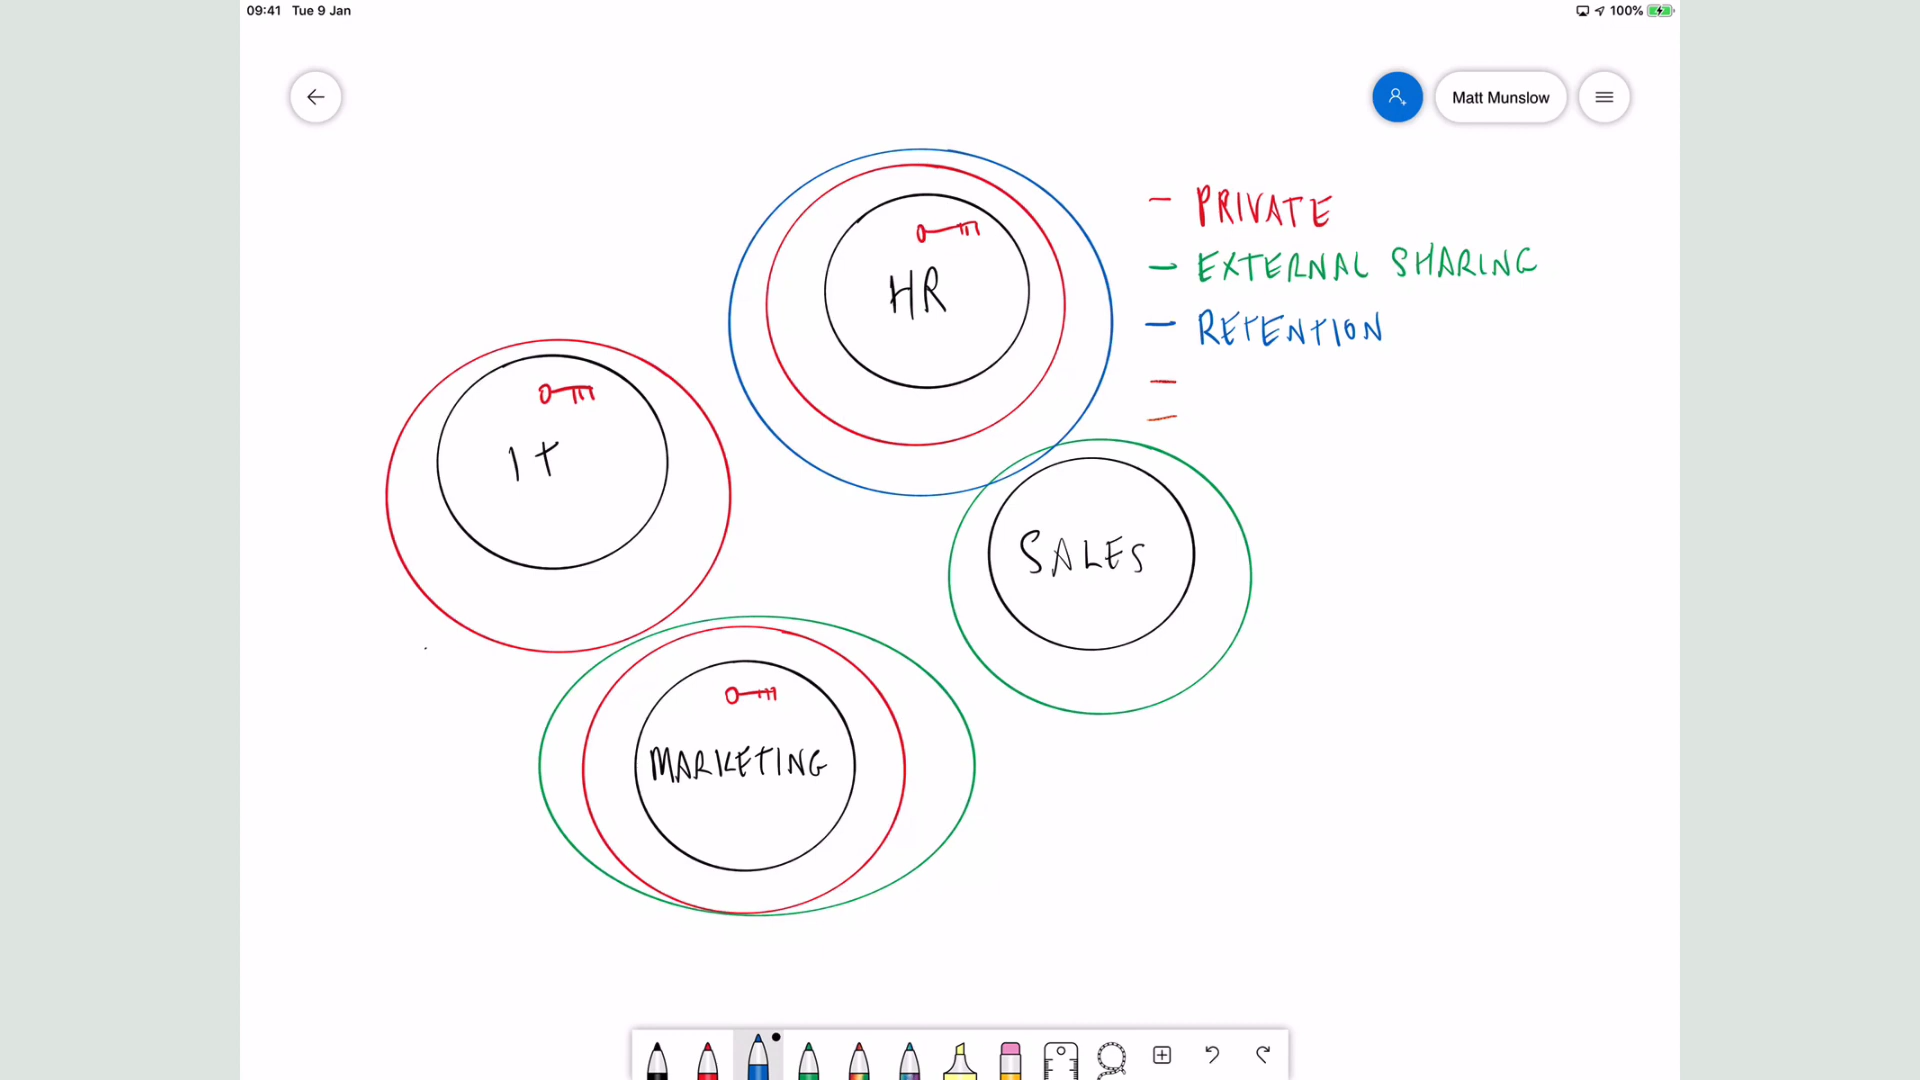 09:41 Tue 9 Jan
100%
Matt Munslow
HR
- PRIVATE
- EXTERNAL SHARING
- RETENTION
-
-
IT
SALES
MARKETING